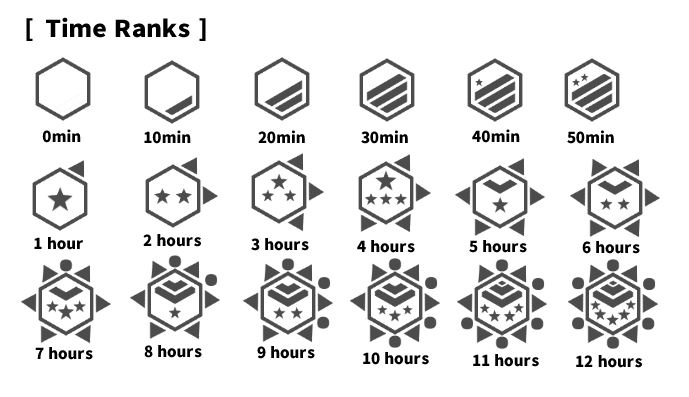 [ Time Ranks ]
0min 10min 20min 30min 40min 50min
1 hour 2 hours 3 hours 4 hours 5 hours 6 hours
7 hours 8 hours 9 hours 10 hours 11 hours 12 hours